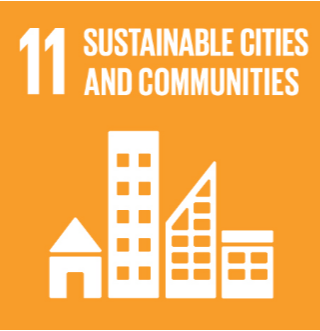 11 SUSTAINABLE CITIES
AND COMMUNITIES